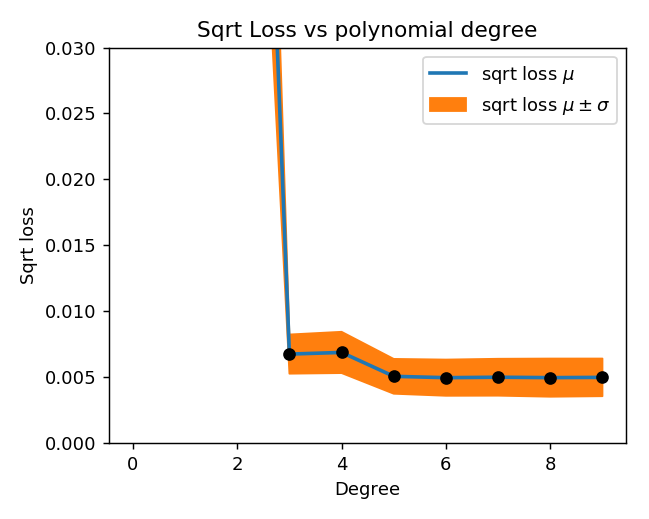 Sqrt Loss vs polynomial degree
sqrt loss μ
sqrt loss μ ± σ
0.030
0.025
0.020
0.015
0.010
0.005
0.000
Sqrt loss
0 2 4 6 8
Degree